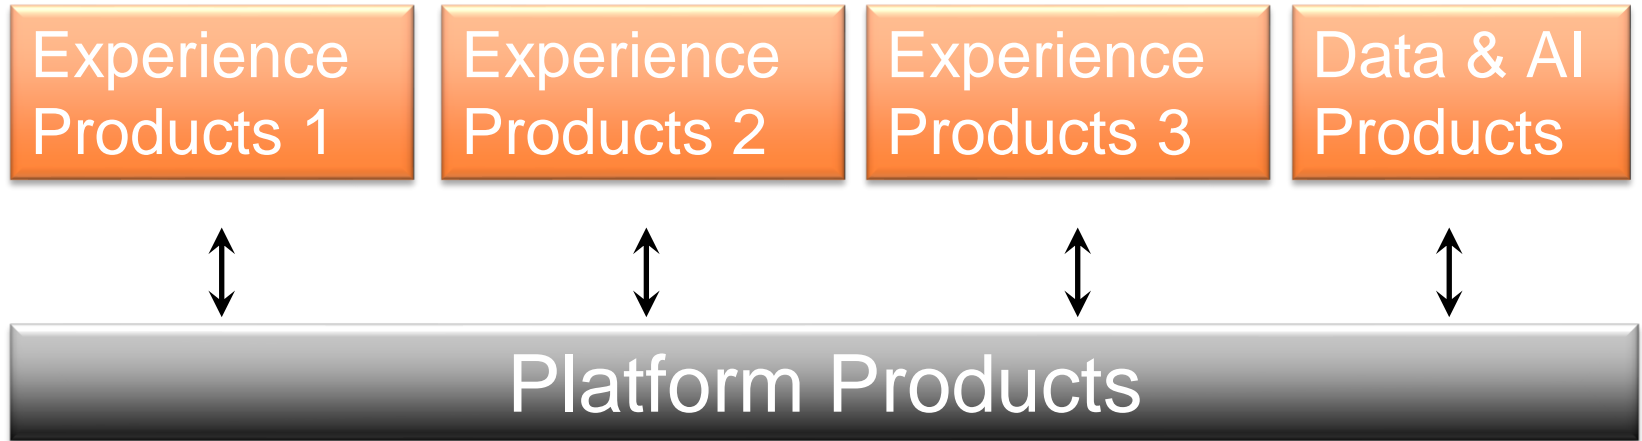 Experience
Products 1
Experience
Products 2
Experience
Products 3
Data & AI
Products
Platform Products